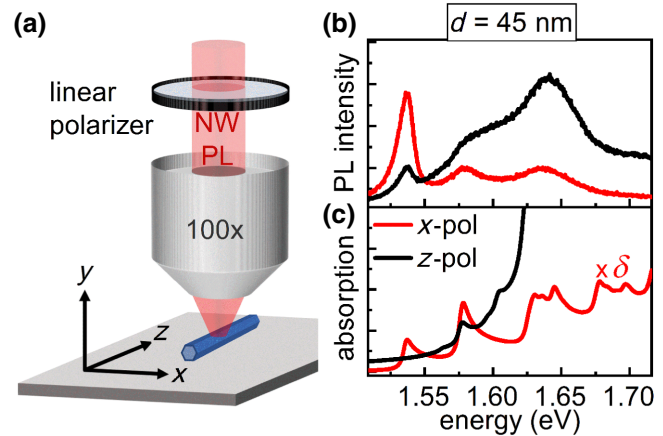 (a)
linear
polarizer
NW
PL
100x
y
z
x
(b)
d = 45 nm
PL intensity
(c)
x-pol
z-pol
x δ
absorption
1.55 1.60 1.65 1.70
energy (eV)